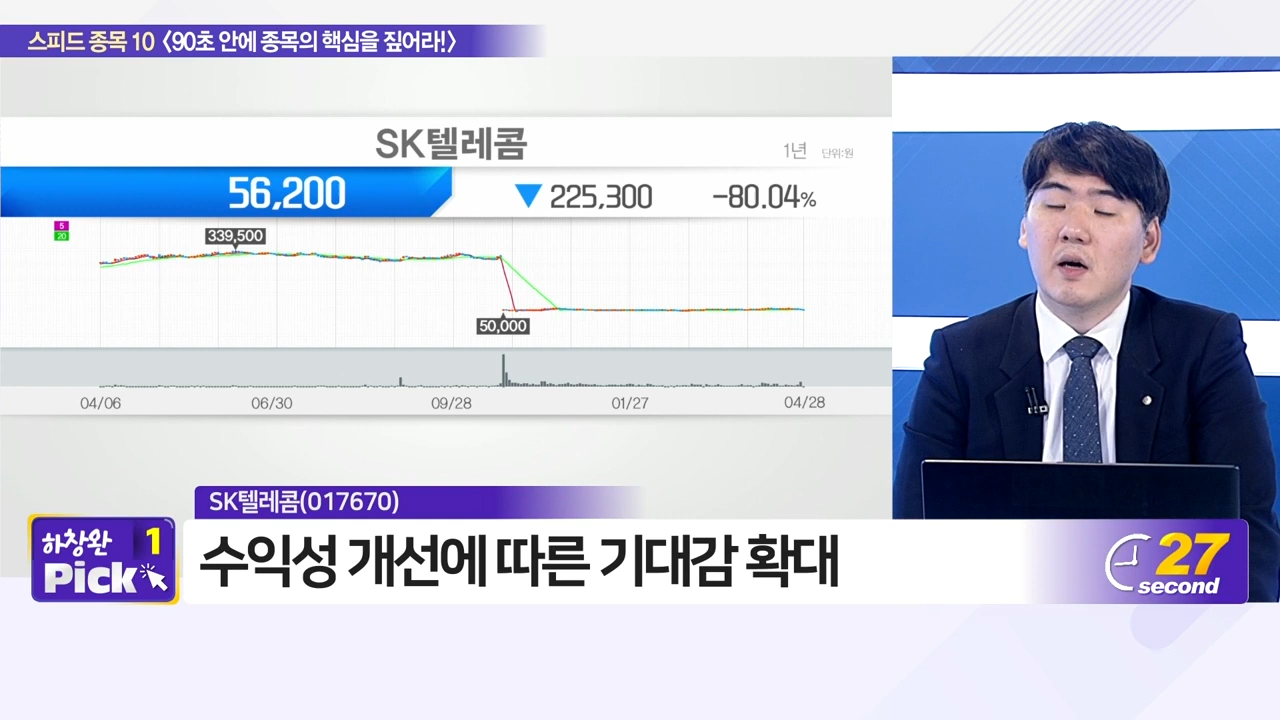 스피드 종목 10 〈90초 안에 종목의 핵심을 짚어라!〉
SK텔레콤
1년 단위:원
56,200 ▼ 225,300 -80.04%
5
20
339,500
50,000
04/06 06/30 09/28 01/27 04/28
SK텔레콤(017670)
하창완 1
Pick
수익성 개선에 따른 기대감 확대
27
second